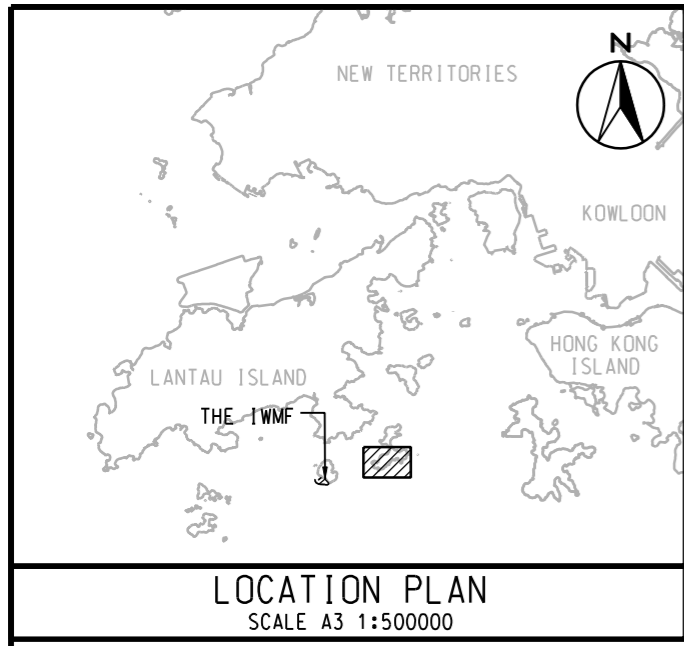 N
NEW TERRITORIES
KOWLOON
HONG KONG
ISLAND
LANTAU ISLAND
THE IWMF
LOCATION PLAN
SCALE A3 1:500000